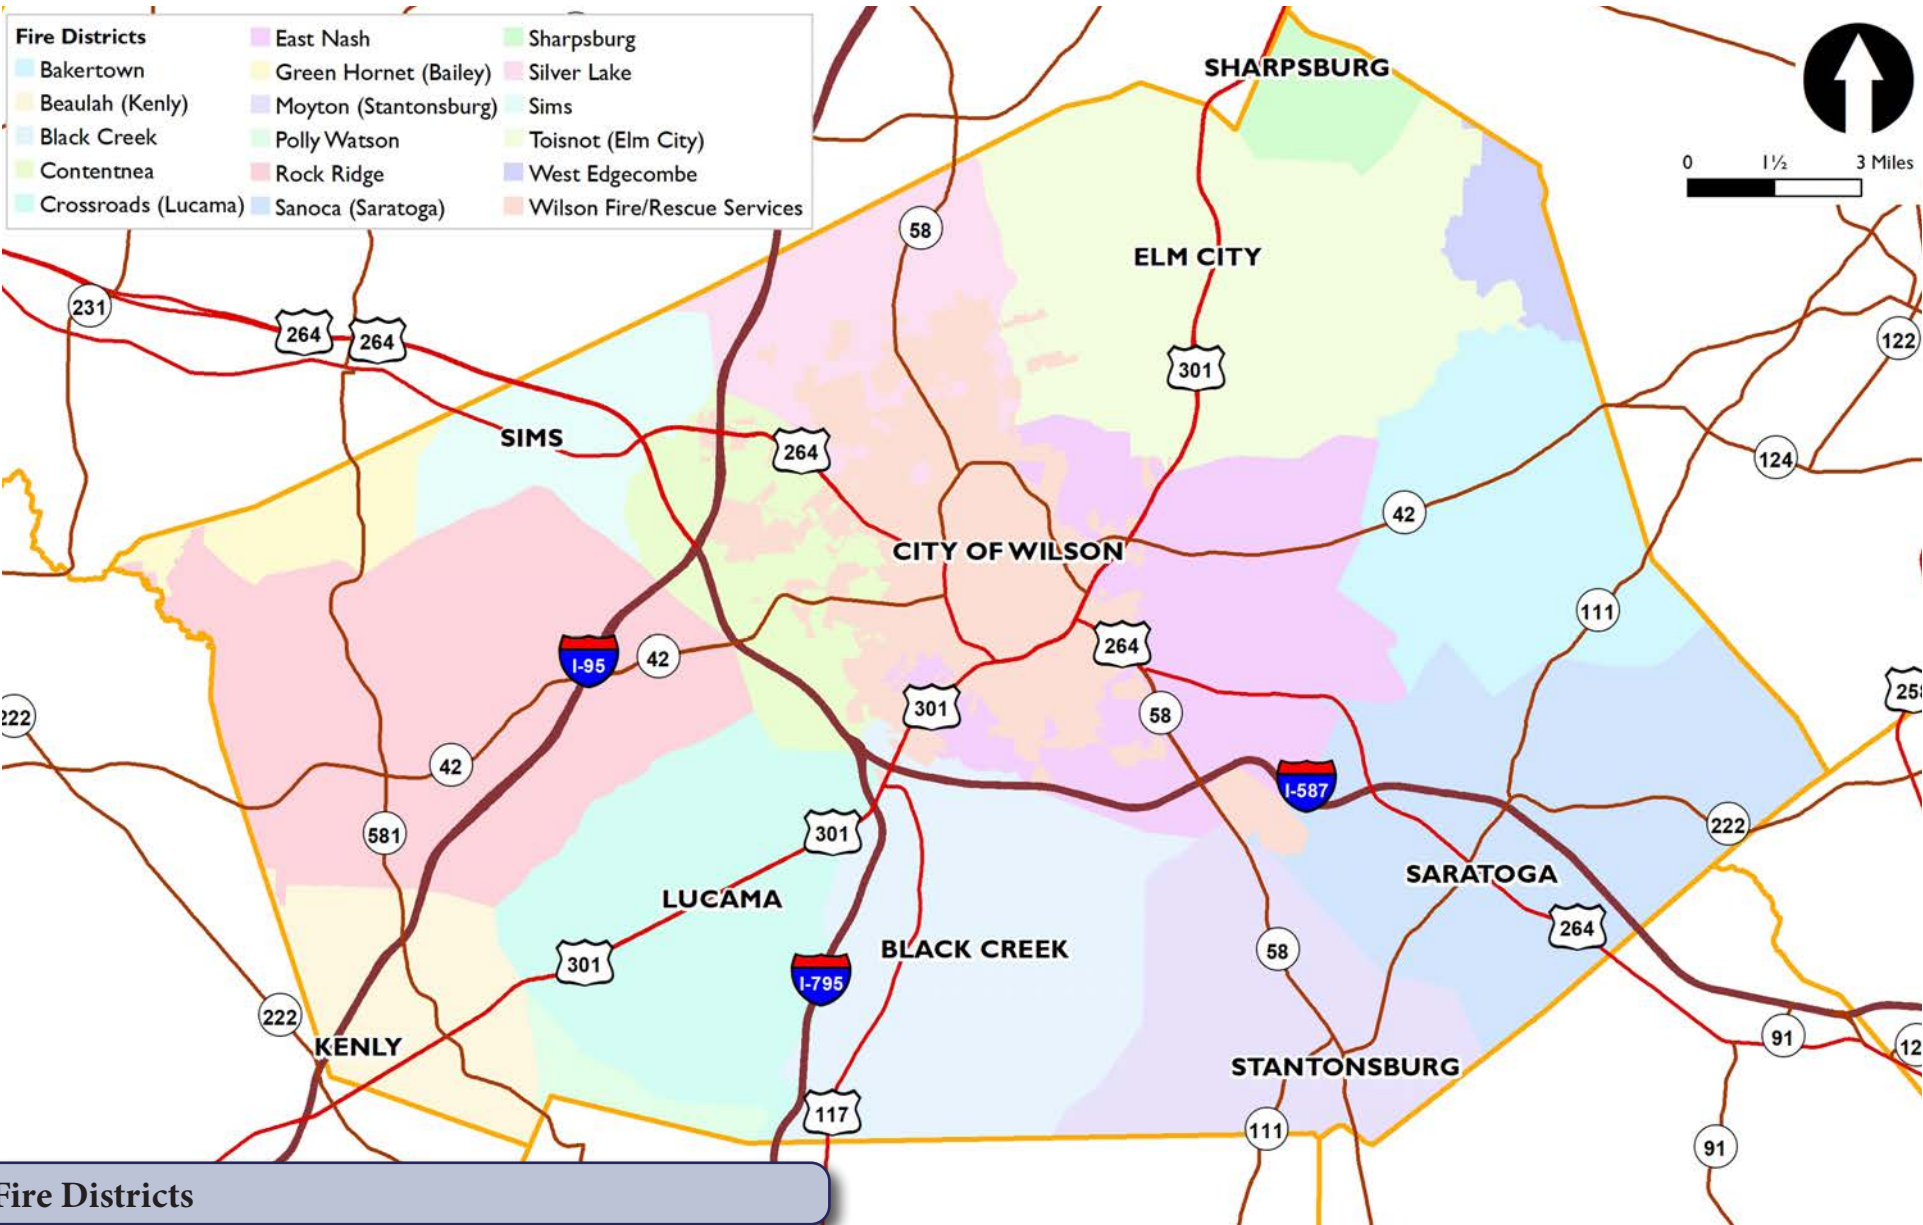 Fire Districts
Bakertown
Beaulah (Kenly)
Black Creek
Contentnea
Crossroads (Lucama)
East Nash
Green Hornet (Bailey)
Moyton (Stantonsburg)
Polly Watson
Rock Ridge
Sanoca (Saratoga)
Sharpsburg
Silver Lake
Sims
Toisnot (Elm City)
West Edgecombe
Wilson Fire/Rescue Services
SHARPSBURG
0 1½ 3 Miles
58
ELM CITY
231
264
264
122
301
SIMS
264
124
42
CITY OF WILSON
111
264
I-95
42
258
301
58
222
42
I-587
222
581
301
SARATOGA
LUCAMA
264
BLACK CREEK
58
301
I-795
222
91
KENLY
12
STANTONSBURG
117
111
91
Fire Districts